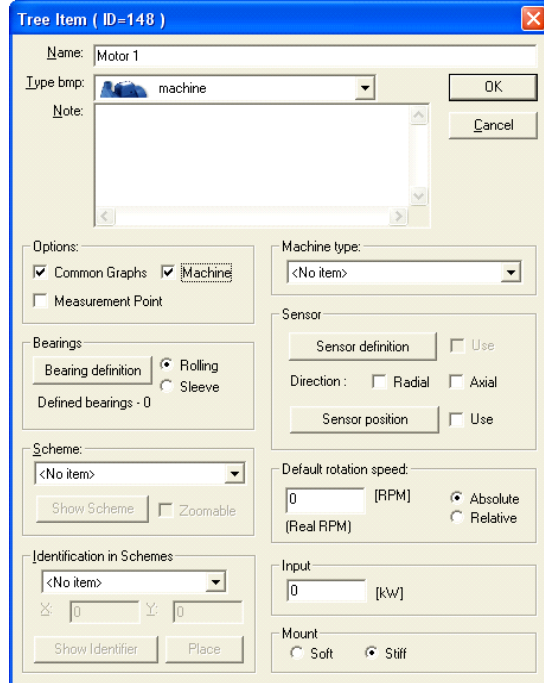 Tree Item ( ID=148 )
Name: Motor 1
Type bmp: machine
OK
Note:
Cancel
Options:
Common Graphs Machine
Measurement Point
Machine type:
<No item>
Bearings
Bearing definition Rolling
Sleeve
Defined bearings - 0
Sensor
Sensor definition Use
Direction : Radial Axial
Sensor position Use
Scheme:
<No item>
Show Scheme Zoomable
Default rotation speed:
0 [RPM] Absolute
Relative
(Real RPM)
Identification in Schemes
<No item>
X: 0 Y: 0
Show Identifier Place
Input
0 [kW]
Mount
Soft Stiff